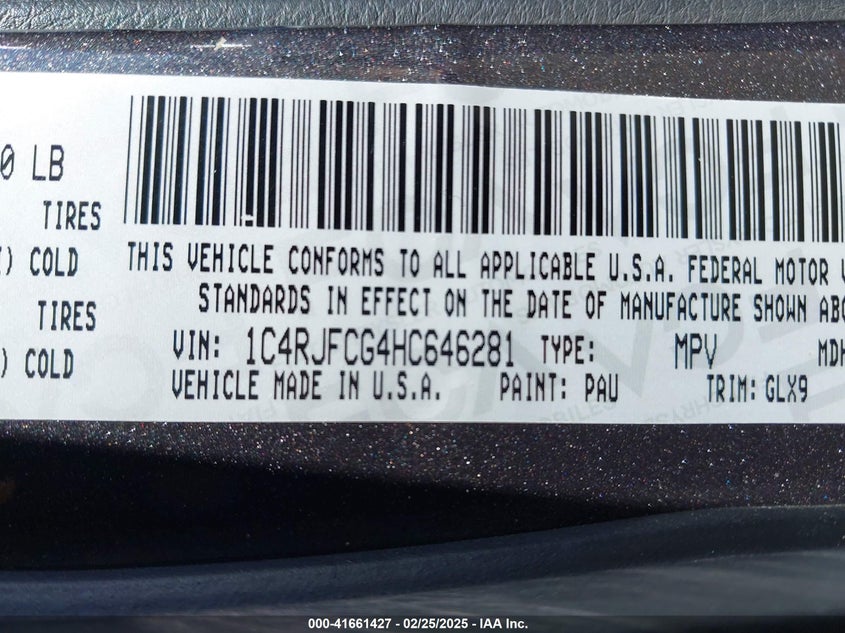 0 LB
TIRES
) COLD
TIRES
) COLD
THIS VEHICLE CONFORMS TO ALL APPLICABLE U.S.A. FEDERAL MOTOR V
STANDARDS IN EFFECT ON THE DATE OF MANUFACTURE SHOWN ABO
VIN: 1C4RJFCG4HC646281 TYPE: MPV MDH
VEHICLE MADE IN U.S.A. PAINT: PAU TRIM: GLX9
000-41661427 - 02/25/2025 - IAA Inc.